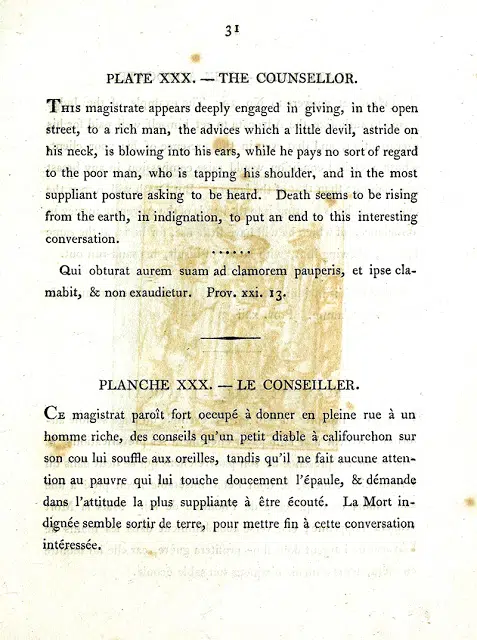 31
PLATE XXX. — THE COUNSELLOR.
THIS magistrate appears deeply engaged in giving, in the open
street, to a rich man, the advices which a little devil, astride on
his neck, is blowing into his ears, while he pays no sort of regard
to the poor man, who is tapping his shoulder, and in the most
suppliant posture asking to be heard. Death seems to be rising
from the earth, in indignation, to put an end to this interesting
conversation.
Qui obturat aurem suam ad clamorem pauperis, et ipse cla-
mabit, & non exaudietur. Prov. xxi. 13.
PLANCHE XXX. — LE CONSEILLER.
CE magistrat paroît fort occupé à donner en pleine rue à un
homme riche, des conseils qu'un petit diable à califourchon sur
son cou lui souffle aux oreilles, tandis qu'il ne fait aucune atten-
tion au pauvre qui lui touche doucement l'épaule, & démande
dans l'attitude la plus suppliante à être écouté. La Mort in-
dignée semble sortir de terre, pour mettre fin à cette conversation
intéressée.